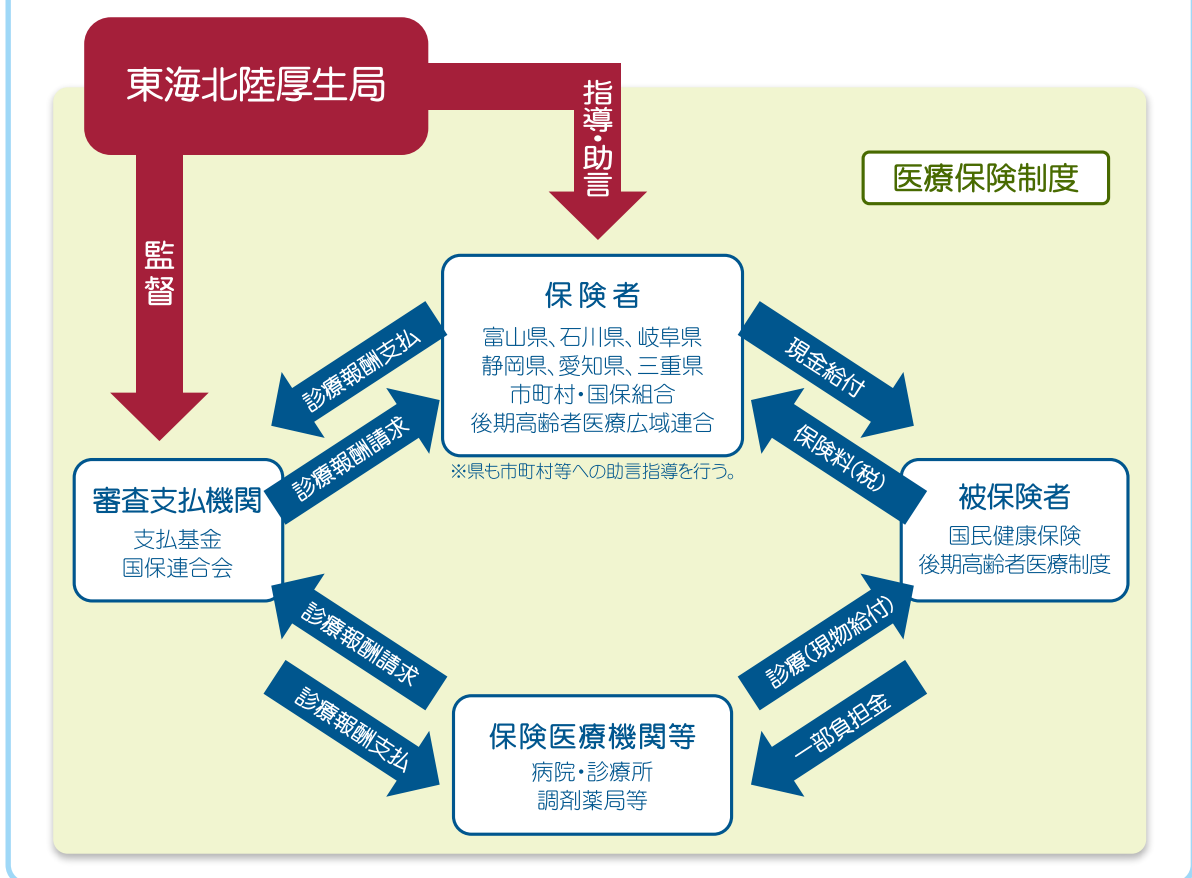 東海北陸厚生局
指導・助言
医療保険制度
監督
保険者
富山県、石川県、岐阜県
静岡県、愛知県、三重県
市町村・国保組合
後期高齢者医療広域連合
※県も市町村等への助言指導を行う。
診療報酬支払
診療報酬請求
現金給付
保険料(税)
審査支払機関
支払基金
国保連合会
被保険者
国民健康保険
後期高齢者医療制度
診療報酬請求
診療報酬支払
診療(現物給付)
一部負担金
保険医療機関等
病院・診療所
調剤薬局等